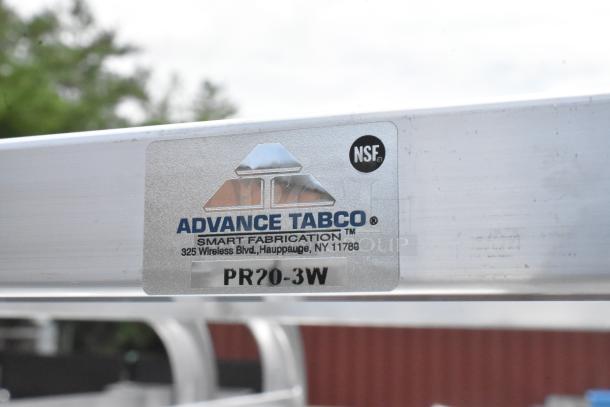 NSF
ADVANCE TABCO®
SMART FABRICATION™
325 Wireless Blvd., Hauppauge, NY 11788
PR20-3W